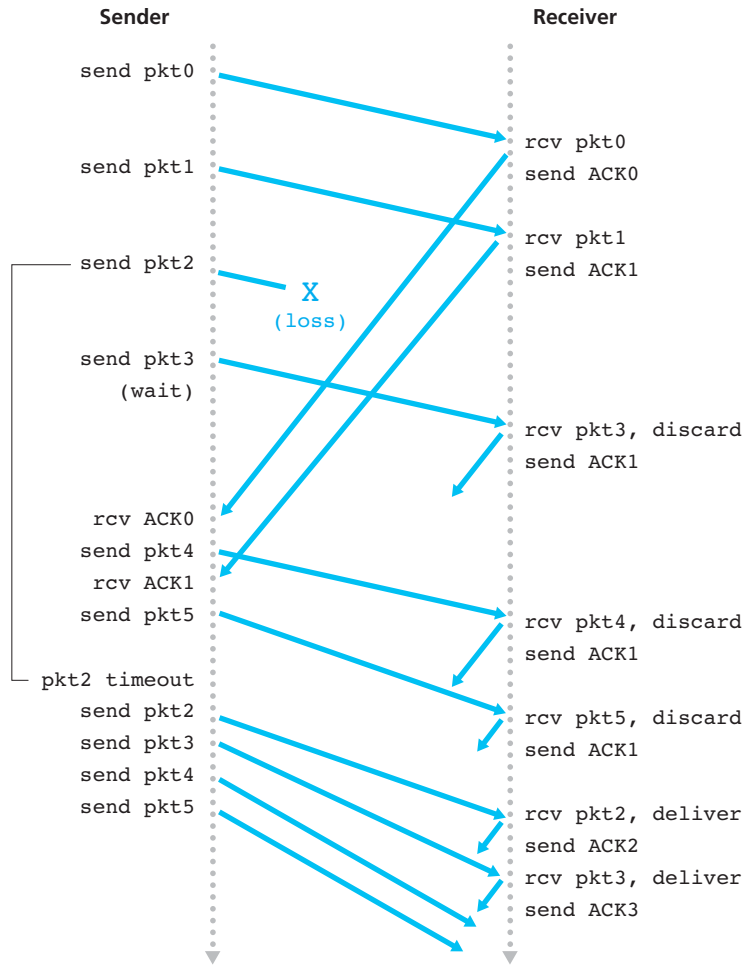 Sender
Receiver
send pkt0
rcv pkt0
send ACK0
send pkt1
rcv pkt1
send ACK1
send pkt2
X
(loss)
send pkt3
(wait)
rcv pkt3, discard
send ACK1
rcv ACK0
send pkt4
rcv ACK1
send pkt5
rcv pkt4, discard
send ACK1
pkt2 timeout
send pkt2
send pkt3
send pkt4
send pkt5
rcv pkt5, discard
send ACK1
rcv pkt2, deliver
send ACK2
rcv pkt3, deliver
send ACK3